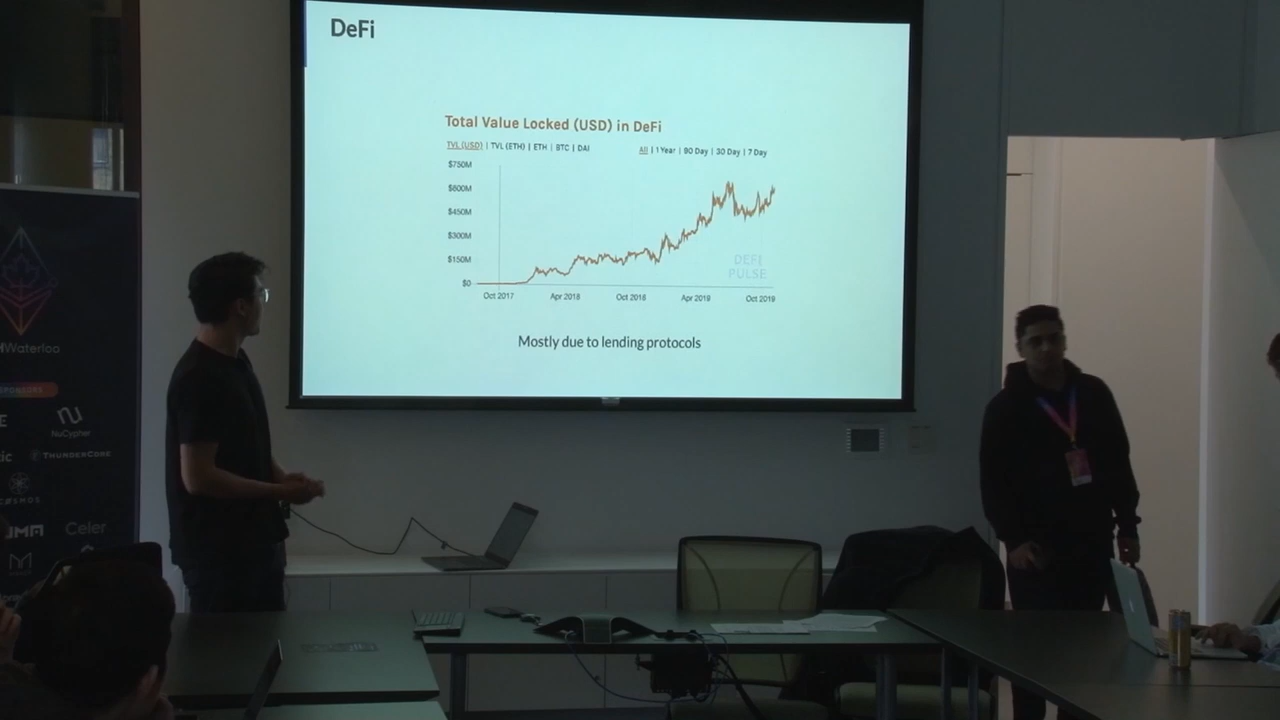 DeFi
Total Value Locked (USD) in DeFi
TVL (USD) | TVL (ETH) | ETH | BTC | DAI
All | 1 Year | 90 Day | 30 Day | 7 Day
$750M
$600M
$450M
$300M
$150M
$0
DEFI
PULSE
Oct 2017
Apr 2018
Oct 2018
Apr 2019
Oct 2019
Mostly due to lending protocols
Waterloo
NuCypher
THUNDERCORE
COSMOS
Celer